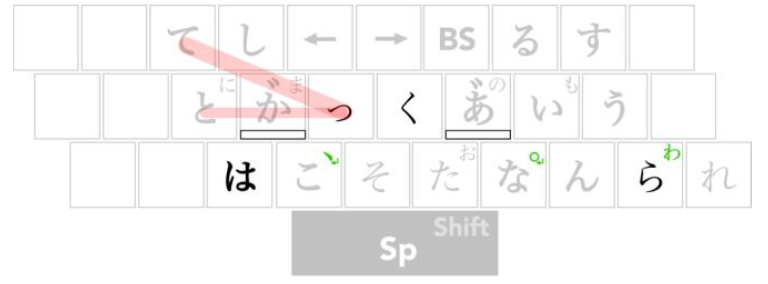 て し ← → BS る す
と に が ま っ く あ゙ の い も う
は こ 、 そ た お な 。 ん ら わ れ
Sp Shift